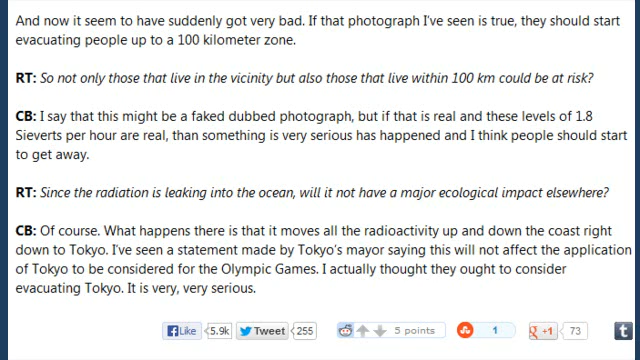 And now it seem to have suddenly got very bad. If that photograph I've seen is true, they should start
evacuating people up to a 100 kilometer zone.
RT: So not only those that live in the vicinity but also those that live within 100 km could be at risk?
CB: I say that this might be a faked dubbed photograph, but if that is real and these levels of 1.8
Sieverts per hour are real, than something is very serious has happened and I think people should start
to get away.
RT: Since the radiation is leaking into the ocean, will it not have a major ecological impact elsewhere?
CB: Of course. What happens there is that it moves all the radioactivity up and down the coast right
down to Tokyo. I've seen a statement made by Tokyo's mayor saying this will not affect the application
of Tokyo to be considered for the Olympic Games. I actually thought they ought to consider
evacuating Tokyo. It is very, very serious.
Like 5.9k Tweet 255 5 points 1 +1 73